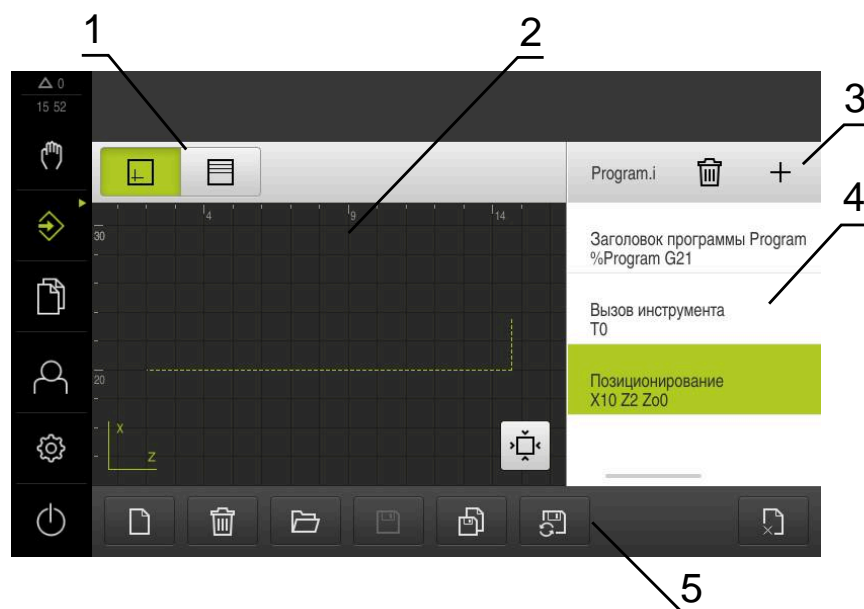 1
2
0
15 52
3
Program.i
4
4
9
14
30
Заголовок программы Program
%Program G21
Вызов инструмента
T0
20
Позиционирование
X10 Z2 Zo0
X
Z
5